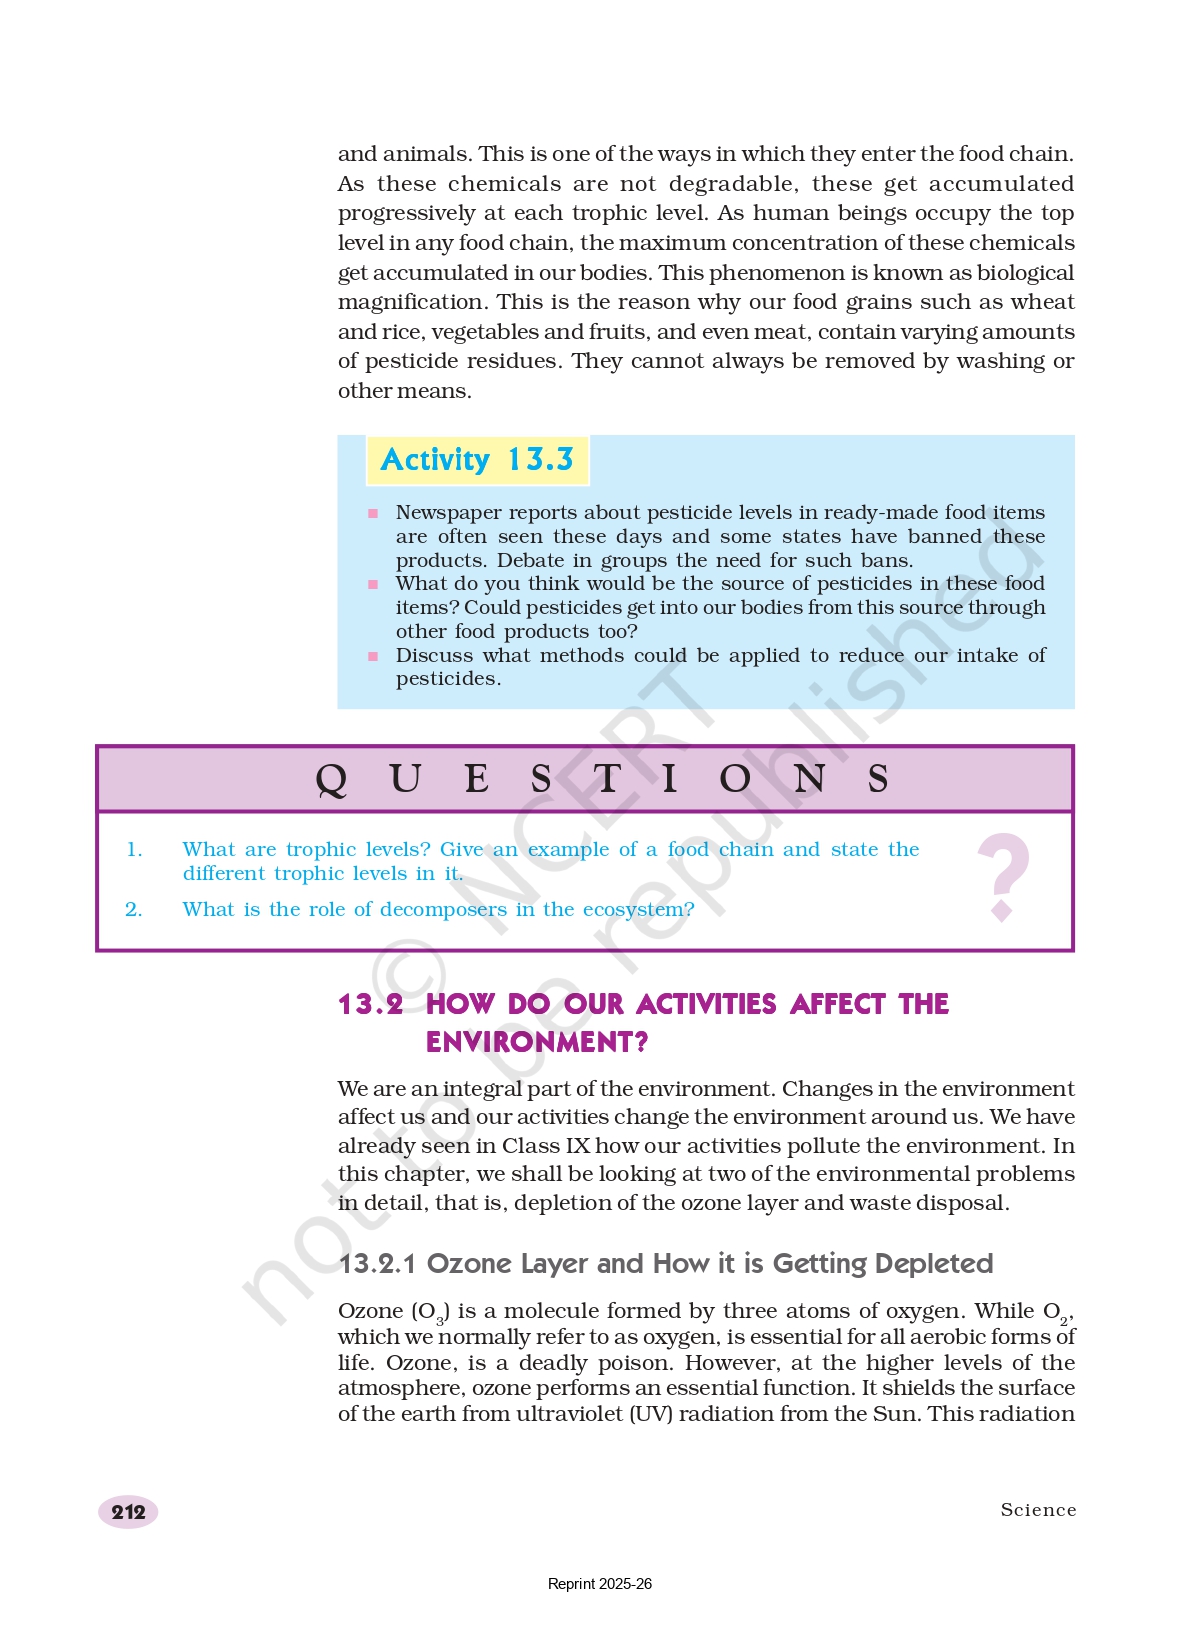 and animals. This is one of the ways in which they enter the food chain.
As these chemicals are not degradable, these get accumulated
progressively at each trophic level. As human beings occupy the top
level in any food chain, the maximum concentration of these chemicals
get accumulated in our bodies. This phenomenon is known as biological
magnification. This is the reason why our food grains such as wheat
and rice, vegetables and fruits, and even meat, contain varying amounts
of pesticide residues. They cannot always be removed by washing or
other means.
Activity 13.3
■ Newspaper reports about pesticide levels in ready-made food items
are often seen these days and some states have banned these
products. Debate in groups the need for such bans.
■ What do you think would be the source of pesticides in these food
items? Could pesticides get into our bodies from this source through
other food products too?
■ Discuss what methods could be applied to reduce our intake of
pesticides.
QUESTIONS
1. What are trophic levels? Give an example of a food chain and state the
different trophic levels in it.
2. What is the role of decomposers in the ecosystem?
?
13.2 HOW DO OUR ACTIVITIES AFFECT THE
ENVIRONMENT?
We are an integral part of the environment. Changes in the environment
affect us and our activities change the environment around us. We have
already seen in Class IX how our activities pollute the environment. In
this chapter, we shall be looking at two of the environmental problems
in detail, that is, depletion of the ozone layer and waste disposal.
13.2.1 Ozone Layer and How it is Getting Depleted
Ozone (O₃) is a molecule formed by three atoms of oxygen. While O₂,
which we normally refer to as oxygen, is essential for all aerobic forms of
life. Ozone, is a deadly poison. However, at the higher levels of the
atmosphere, ozone performs an essential function. It shields the surface
of the earth from ultraviolet (UV) radiation from the Sun. This radiation
212
Science
Reprint 2025-26
© NCERT
not to be republished